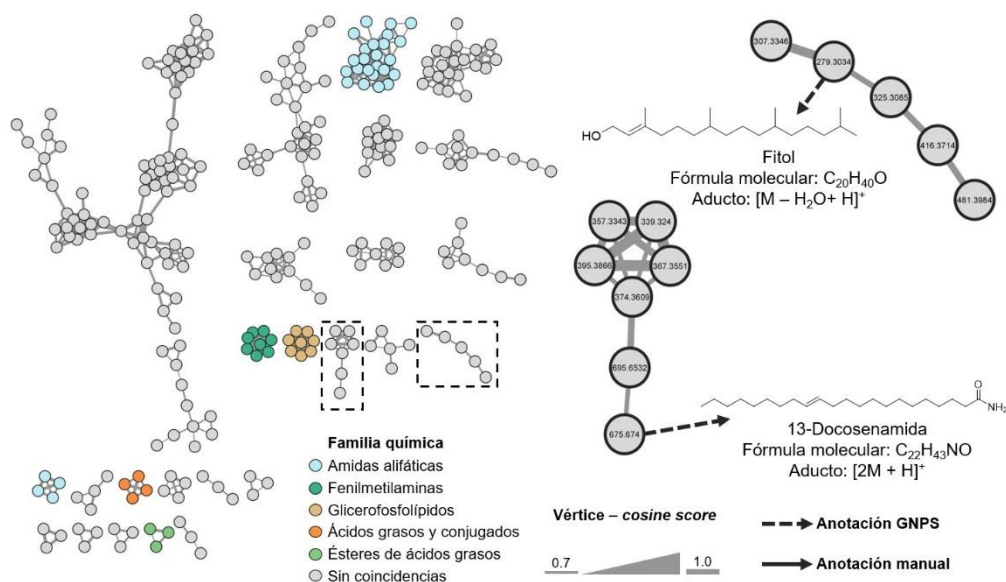 307.3346
279.3034
325.3085
416.3714
481.3984
HO
Fitol
Fórmula molecular: C₂₀H₄₀O
Aducto: [M – H₂O+ H]⁺
357.3343
339.324
395.3866
367.3551
374.3609
695.6532
675.674
O
NH₂
13-Docosenamida
Fórmula molecular: C₂₂H₄₃NO
Aducto: [2M + H]⁺
Familia química
Amidas alifáticas
Fenilmetilaminas
Glicerofosfolípidos
Ácidos grasos y conjugados
Ésteres de ácidos grasos
Sin coincidencias
Vértice – cosine score
0.7
1.0
Anotación GNPS
Anotación manual